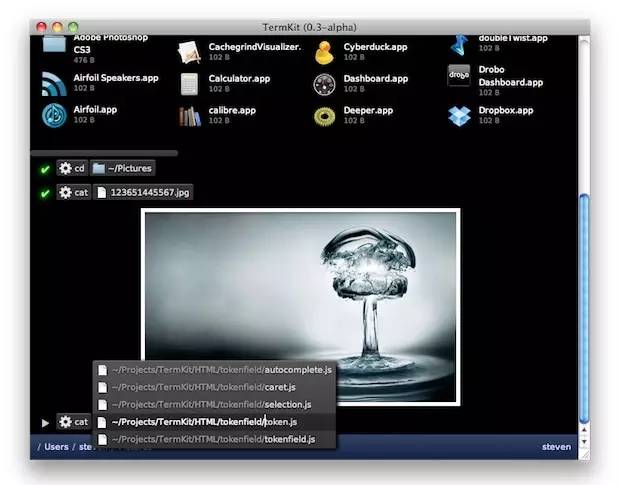 TermKit (0.3-alpha)
Adobe Photoshop
CS3
476 B
CachegrindVisualizer.
102 B
Cyberduck.app
102 B
doubleTwist.app
102 B
Airfoil Speakers.app
102 B
Calculator.app
102 B
Dashboard.app
102 B
drobo
Drobo
Dashboard.app
102 B
Airfoil.app
102 B
calibre.app
102 B
Deeper.app
102 B
Dropbox.app
102 B
cd ~/Pictures
cat 123651445567.jpg
~/Projects/TermKit/HTML/tokenfield/autocomplete.js
~/Projects/TermKit/HTML/tokenfield/caret.js
~/Projects/TermKit/HTML/tokenfield/selection.js
cat ~/Projects/TermKit/HTML/tokenfield/token.js
~/Projects/TermKit/HTML/tokenfield/tokenfield.js
/ Users / steven